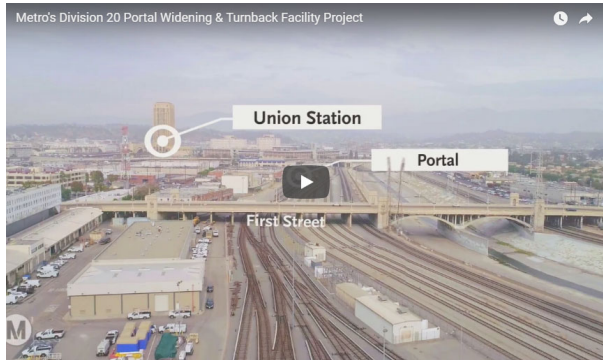 Metro's Division 20 Portal Widening & Turnback Facility Project
Union Station
Portal
First Street
M